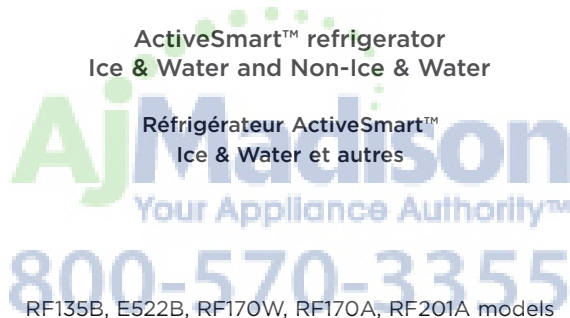 ActiveSmart™ refrigerator
Ice & Water and Non-Ice & Water
Réfrigérateur ActiveSmart™
Ice & Water et autres
AjMadison
Your Appliance Authority™
800-570-3355
RF135B, E522B, RF170W, RF170A, RF201A models